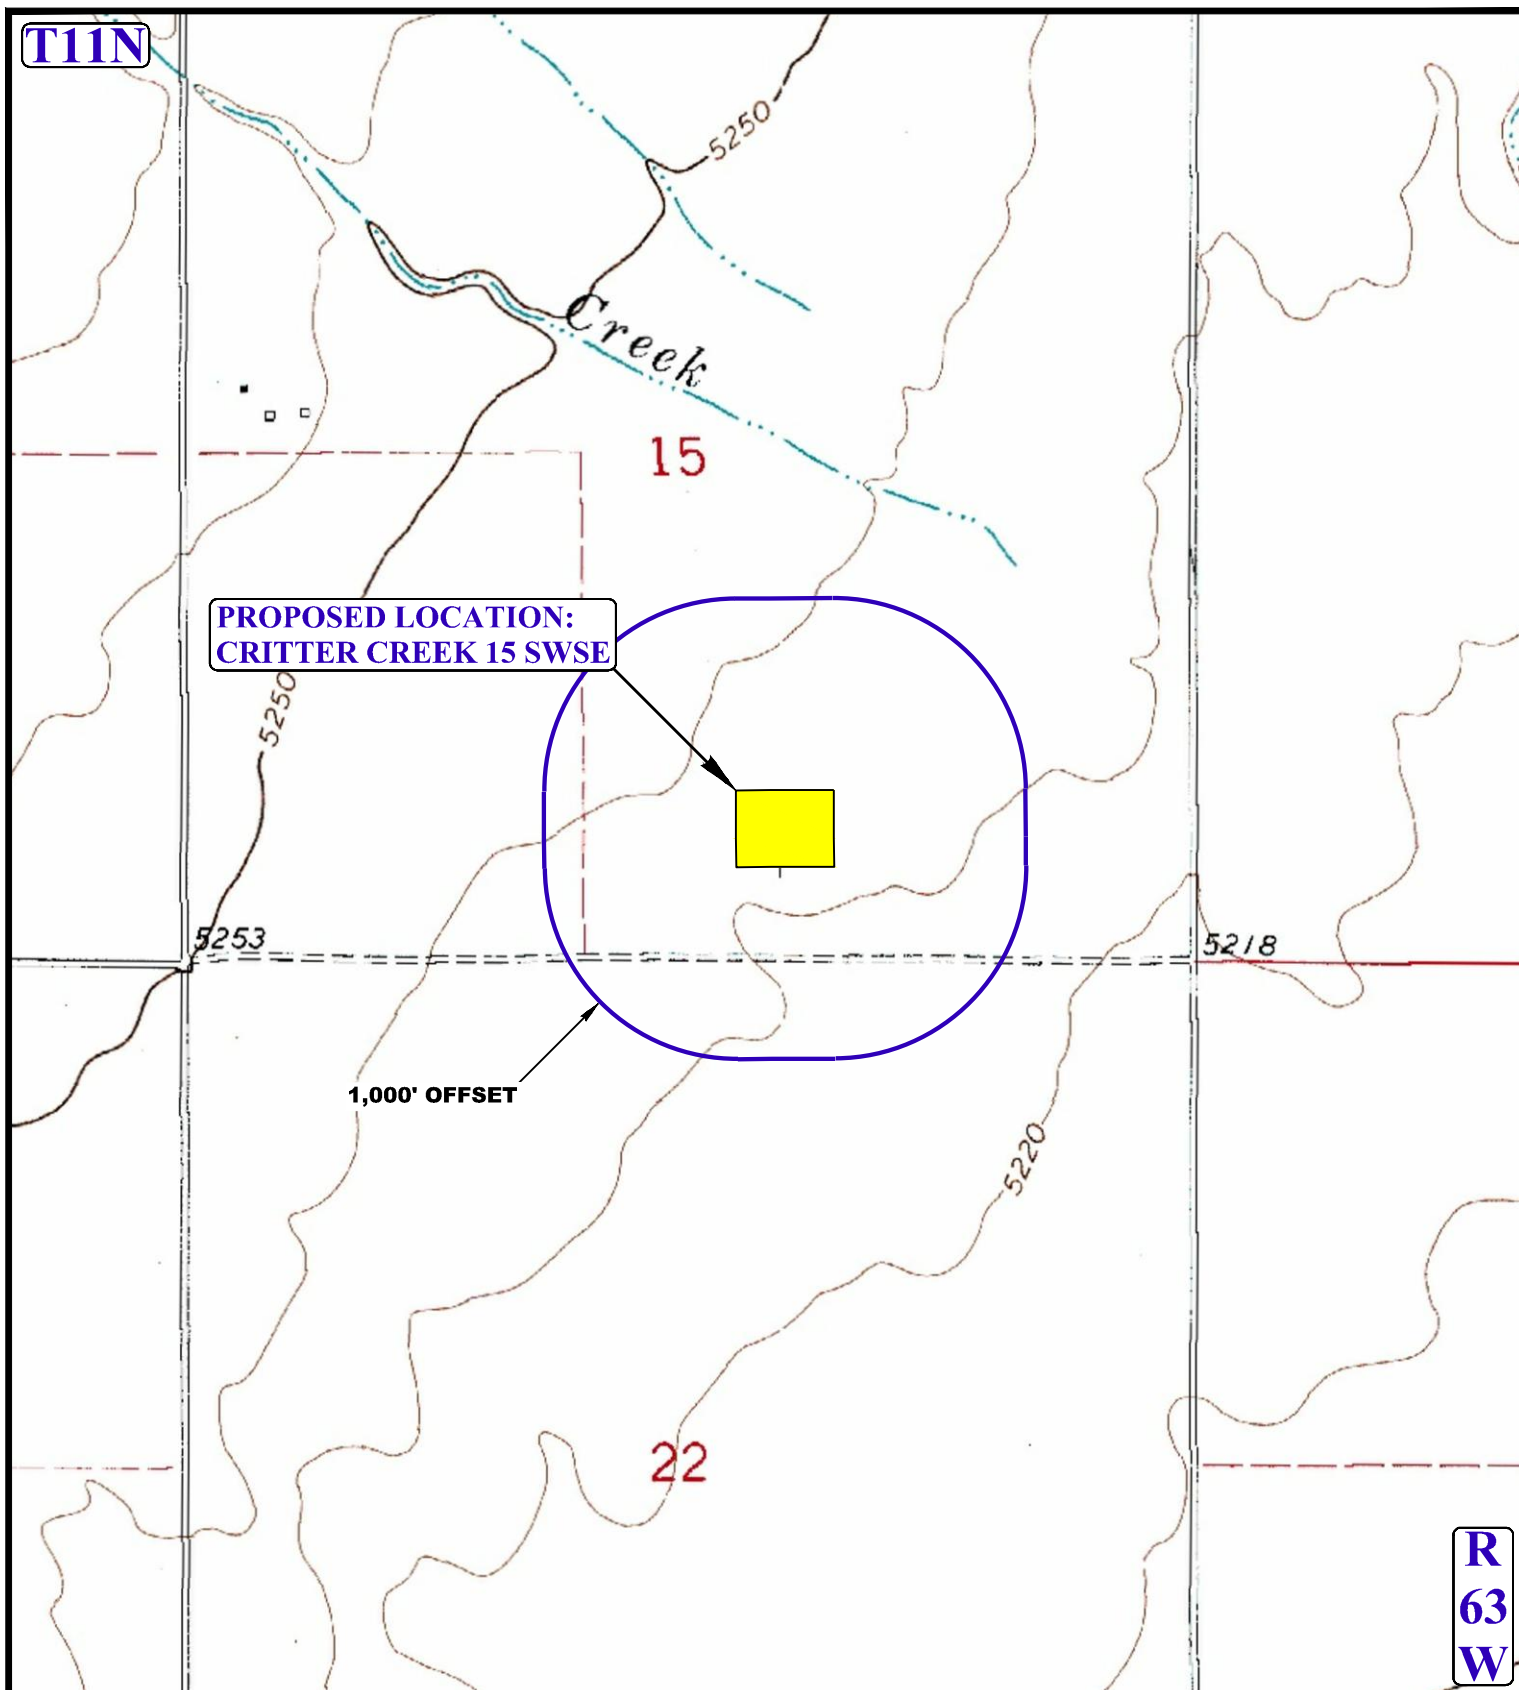 T11N
5250
Creek
15
PROPOSED LOCATION:
CRITTER CREEK 15 SWSE
5250
5253
5218
1,000' OFFSET
5220
22
R
63
W